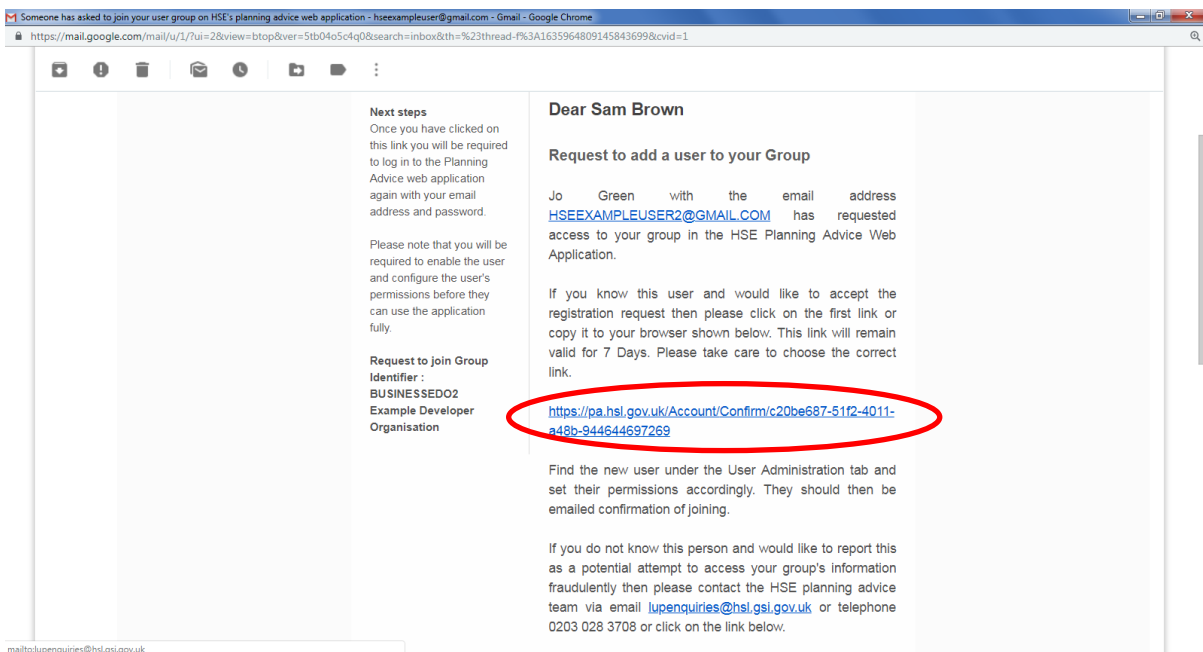 Someone has asked to join your user group on HSE's planning advice web application - hseexampleuser@gmail.com - Gmail - Google Chrome
https://mail.google.com/mail/u/1/?ui=2&view=btop&ver=5tb04o5c4q0&search=inbox&th=%23thread-f%3A1635964809145843699&cvid=1
Next steps
Once you have clicked on
this link you will be required
to log in to the Planning
Advice web application
again with your email
address and password.
Please note that you will be
required to enable the user
and configure the user's
permissions before they
can use the application
fully.
Request to join Group
Identifier :
BUSINESSEDO2
Example Developer
Organisation
Dear Sam Brown
Request to add a user to your Group
Jo Green with the email address
HSEEXAMPLEUSER2@GMAIL.COM has requested
access to your group in the HSE Planning Advice Web
Application.
If you know this user and would like to accept the
registration request then please click on the first link or
copy it to your browser shown below. This link will remain
valid for 7 Days. Please take care to choose the correct
link.
https://pa.hsl.gov.uk/Account/Confirm/c20be687-51f2-4011-
a48b-944644697269
Find the new user under the User Administration tab and
set their permissions accordingly. They should then be
emailed confirmation of joining.
If you do not know this person and would like to report this
as a potential attempt to access your group's information
fraudulently then please contact the HSE planning advice
team via email lupenquiries@hsl.gsi.gov.uk or telephone
0203 028 3708 or click on the link below.
mailto:lupenquiries@hsl.gsi.gov.uk